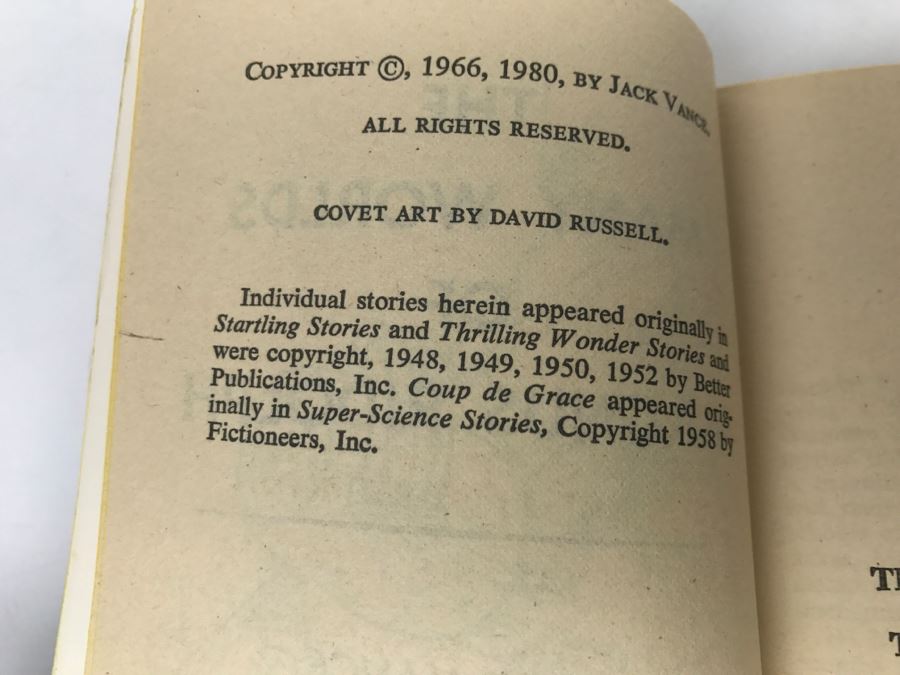 COPYRIGHT ©, 1966, 1980, BY JACK VANCE.
ALL RIGHTS RESERVED.
COVET ART BY DAVID RUSSELL.
Individual stories herein appeared originally in
Startling Stories and Thrilling Wonder Stories and
were copyright, 1948, 1949, 1950, 1952 by Better
Publications, Inc. Coup de Grace appeared orig-
inally in Super-Science Stories, Copyright 1958 by
Fictioneers, Inc.